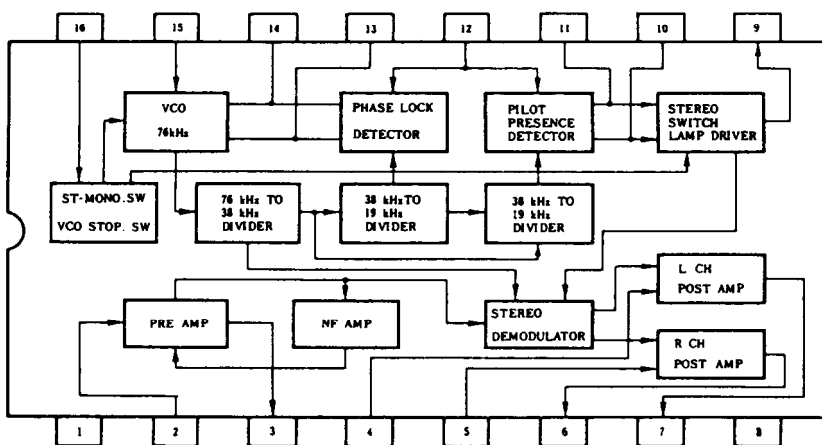 16 15 14 13 12 11 10 9
VCO
76kHz
PHASE LOCK
DETECTOR
PILOT
PRESENCE
DETECTOR
STEREO
SWITCH
LAMP DRIVER
ST-MONO.SW
VCO STOP. SW
76 kHz TO
38 kHz
DIVIDER
38 kHzTO
19 kHz
DIVIDER
38 kHz TO
19 kHz
DIVIDER
PRE AMP
NF AMP
STEREO
DEMODULATOR
L CH
POST AMP
R CH
POST AMP
1 2 3 4 5 6 7 8